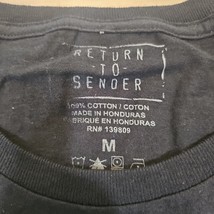 RETURN
-TO-
SENDER
100% COTTON / COTON
MADE IN HONDURAS
FABRIQUÉ EN HONDURAS
RN# 139809
M